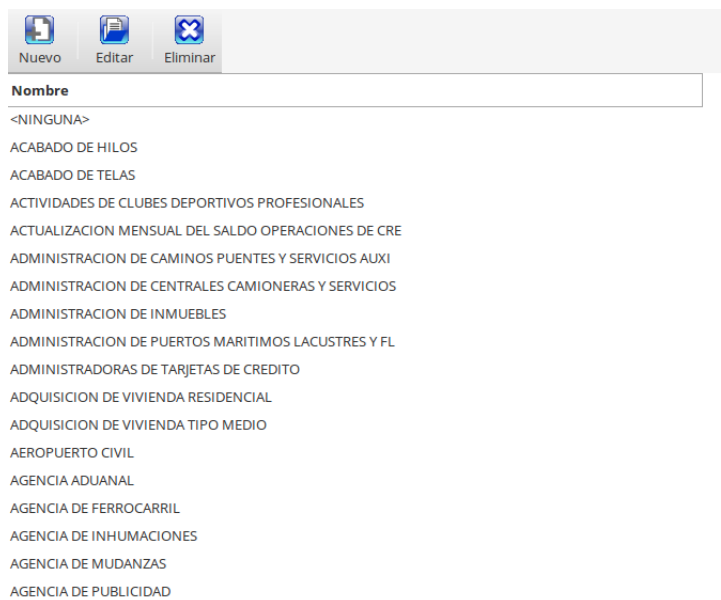 Nuevo Editar Eliminar
Nombre
<NINGUNA>
ACABADO DE HILOS
ACABADO DE TELAS
ACTIVIDADES DE CLUBES DEPORTIVOS PROFESIONALES
ACTUALIZACION MENSUAL DEL SALDO OPERACIONES DE CRE
ADMINISTRACION DE CAMINOS PUENTES Y SERVICIOS AUXI
ADMINISTRACION DE CENTRALES CAMIONERAS Y SERVICIOS
ADMINISTRACION DE INMUEBLES
ADMINISTRACION DE PUERTOS MARITIMOS LACUSTRES Y FL
ADMINISTRADORAS DE TARJETAS DE CREDITO
ADQUISICION DE VIVIENDA RESIDENCIAL
ADQUISICION DE VIVIENDA TIPO MEDIO
AEROPUERTO CIVIL
AGENCIA ADUANAL
AGENCIA DE FERROCARRIL
AGENCIA DE INHUMACIONES
AGENCIA DE MUDANZAS
AGENCIA DE PUBLICIDAD